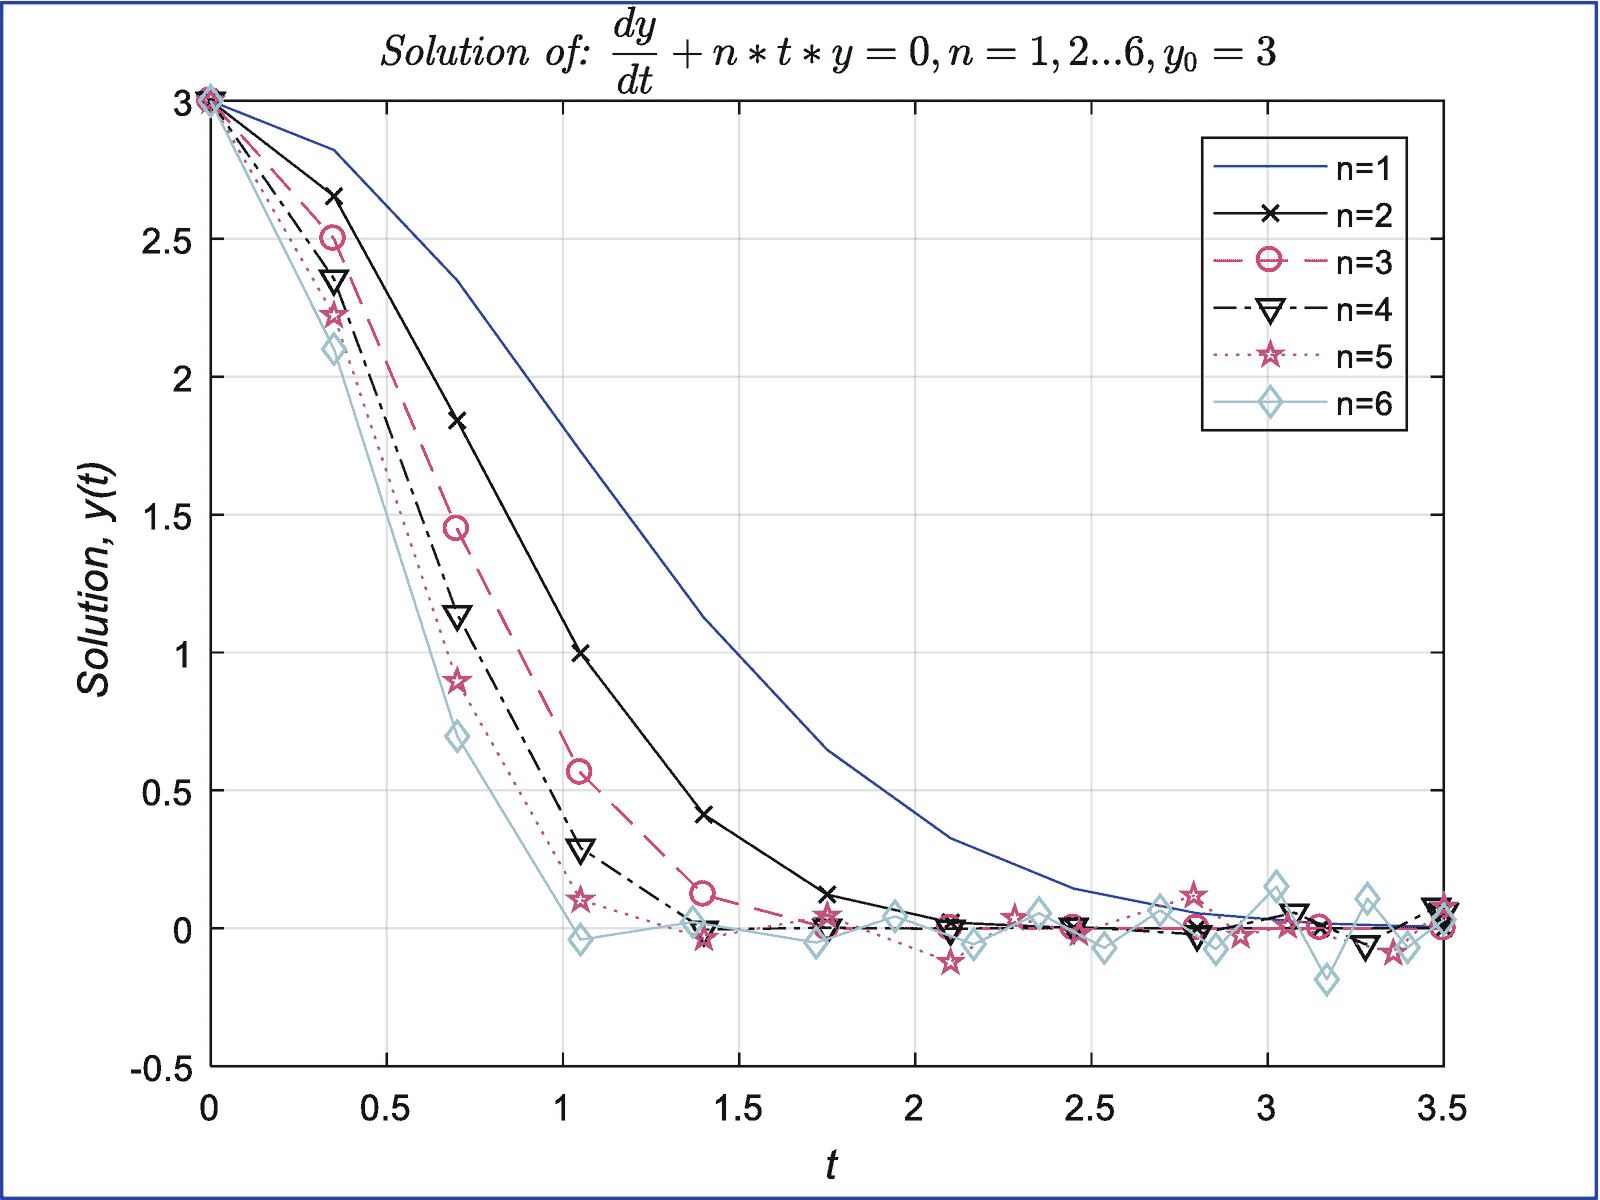 Solution of: dy/dt + n * t * y = 0, n = 1, 2...6, y₀ = 3
3
2.5
2
1.5
1
0.5
0
-0.5
0 0.5 1 1.5 2 2.5 3 3.5
Solution, y(t)
t
n=1
n=2
n=3
n=4
n=5
n=6